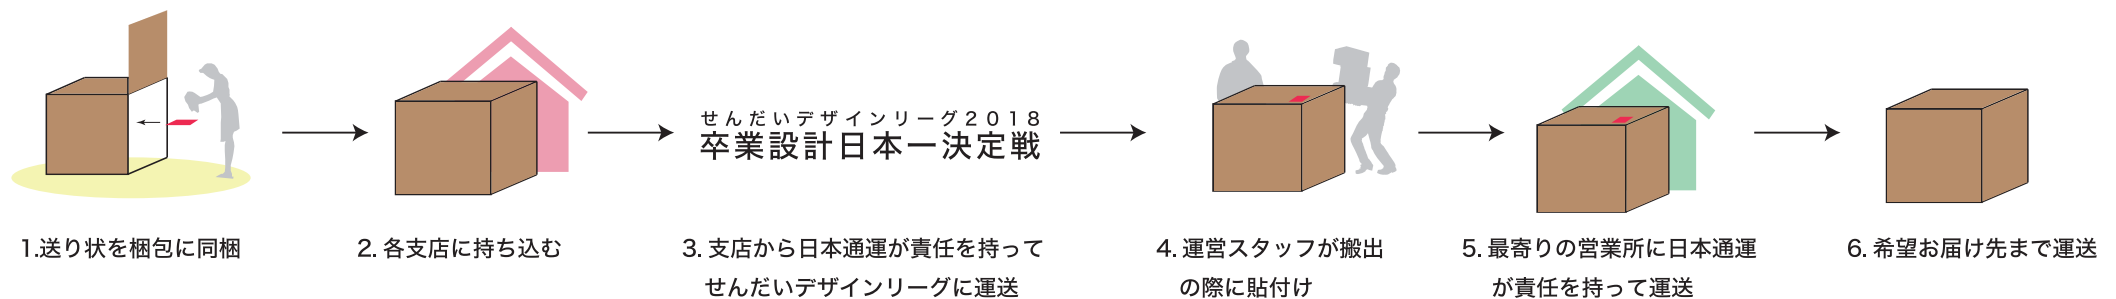 せんだいデザインリーグ2018
卒業設計日本一決定戦
1.送り状を梱包に同梱
2. 各支店に持ち込む
3. 支店から日本通運が責任を持って
せんだいデザインリーグに運送
4. 運営スタッフが搬出
の際に貼付け
5. 最寄りの営業所に日本通運
が責任を持って運送
6. 希望お届け先まで運送